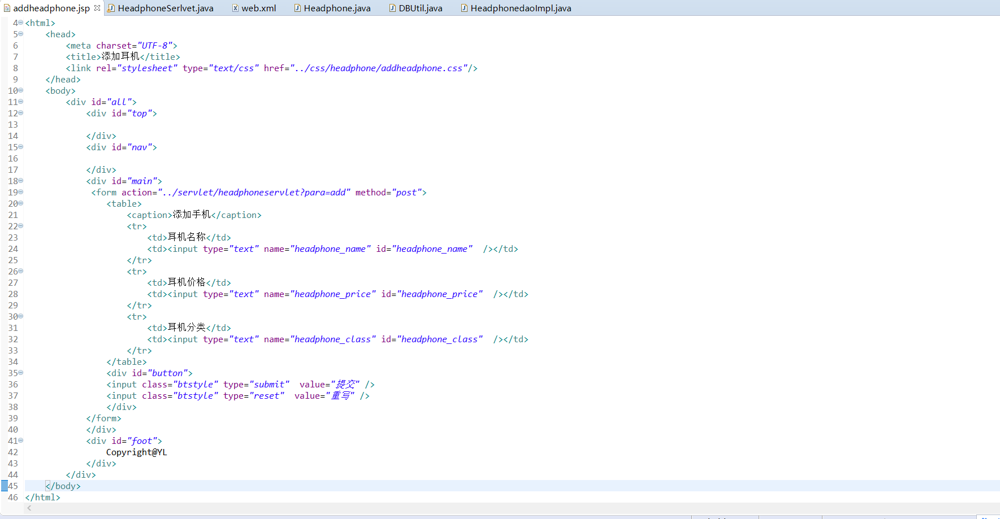 addheadphone.jsp HeadphoneSerlvet.java web.xml Headphone.java DBUtil.java HeadphonedaoImpl.java
4 <html>
5 <head>
6 <meta charset="UTF-8">
7 <title>添加耳机</title>
8 <link rel="stylesheet" type="text/css" href="../css/headphone/addheadphone.css"/>
9 </head>
10 <body>
11 <div id="all">
12 <div id="top">
13
14 </div>
15 <div id="nav">
16
17 </div>
18 <div id="main">
19 <form action="../servlet/headphoneservlet?para=add" method="post">
20 <table>
21 <caption>添加手机</caption>
22 <tr>
23 <td>耳机名称</td>
24 <td><input type="text" name="headphone_name" id="headphone_name"  /></td>
25 </tr>
26 <tr>
27 <td>耳机价格</td>
28 <td><input type="text" name="headphone_price" id="headphone_price"  /></td>
29 </tr>
30 <tr>
31 <td>耳机分类</td>
32 <td><input type="text" name="headphone_class" id="headphone_class"  /></td>
33 </tr>
34 </table>
35 <div id="button">
36 <input class="btstyle" type="submit"  value="提交" />
37 <input class="btstyle" type="reset"  value="重写" />
38 </div>
39 </form>
40 </div>
41 <div id="foot">
42 Copyright@YL
43 </div>
44 </div>
45 </body>
46 </html>